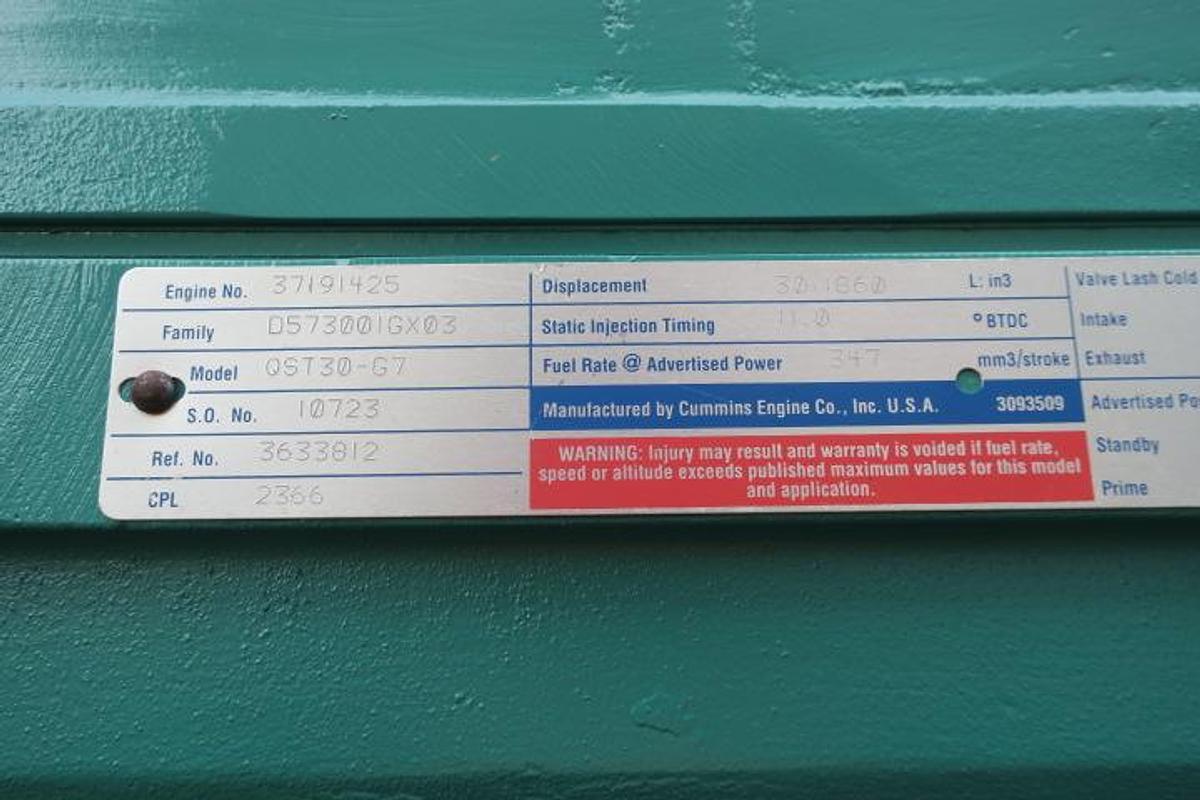 Engine No. 37191425
Family D573001GX03
Model QST30-G7
S.O. No. 10723
Ref. No. 3633812
CPL 2366
Displacement 30.1860 L: in3
Static Injection Timing 11.0 °BTDC
Fuel Rate @ Advertised Power 347 mm3/stroke
Manufactured by Cummins Engine Co., Inc. U.S.A. 3093509
WARNING: Injury may result and warranty is voided if fuel rate,
speed or altitude exceeds published maximum values for this model
and application.
Valve Lash Cold
Intake
Exhaust
Advertised
Standby
Prime